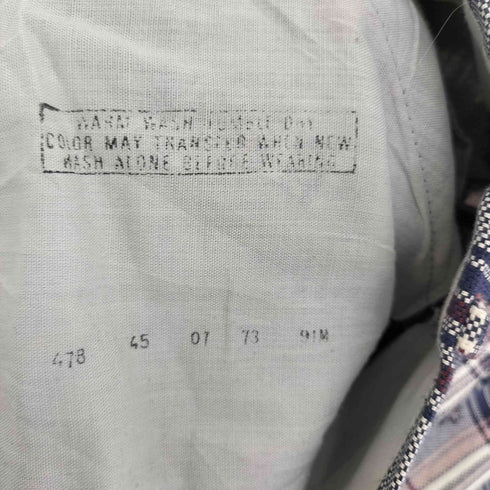 WARM WASH TUMBLE DRY
COLOR MAY TRANSFER WHEN NEW
WASH ALONE BEFORE WEARING
478 45 07 73 91M